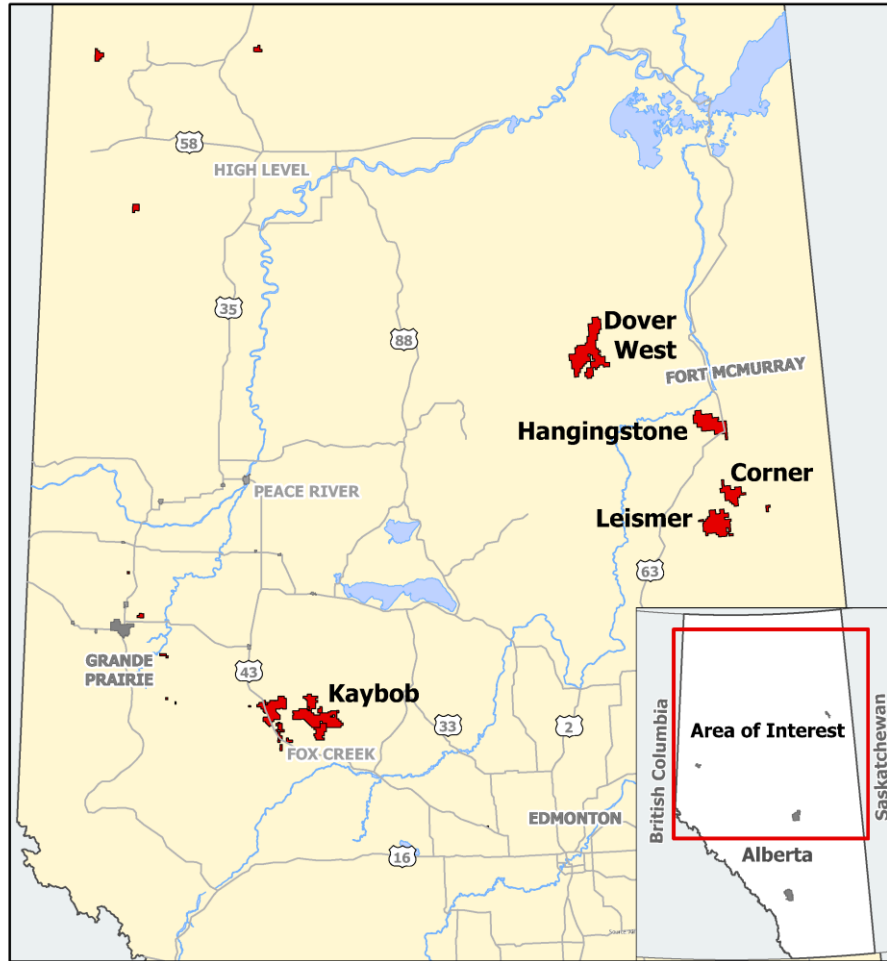 58
HIGH LEVEL
35
88
Dover
West
FORT MCMURRAY
Hangingstone
Corner
PEACE RIVER
Leismer
63
GRANDE
PRAIRIE
43
Kaybob
33
2
FOX CREEK
EDMONTON
16
Area of Interest
British Columbia
Saskatchewan
Alberta